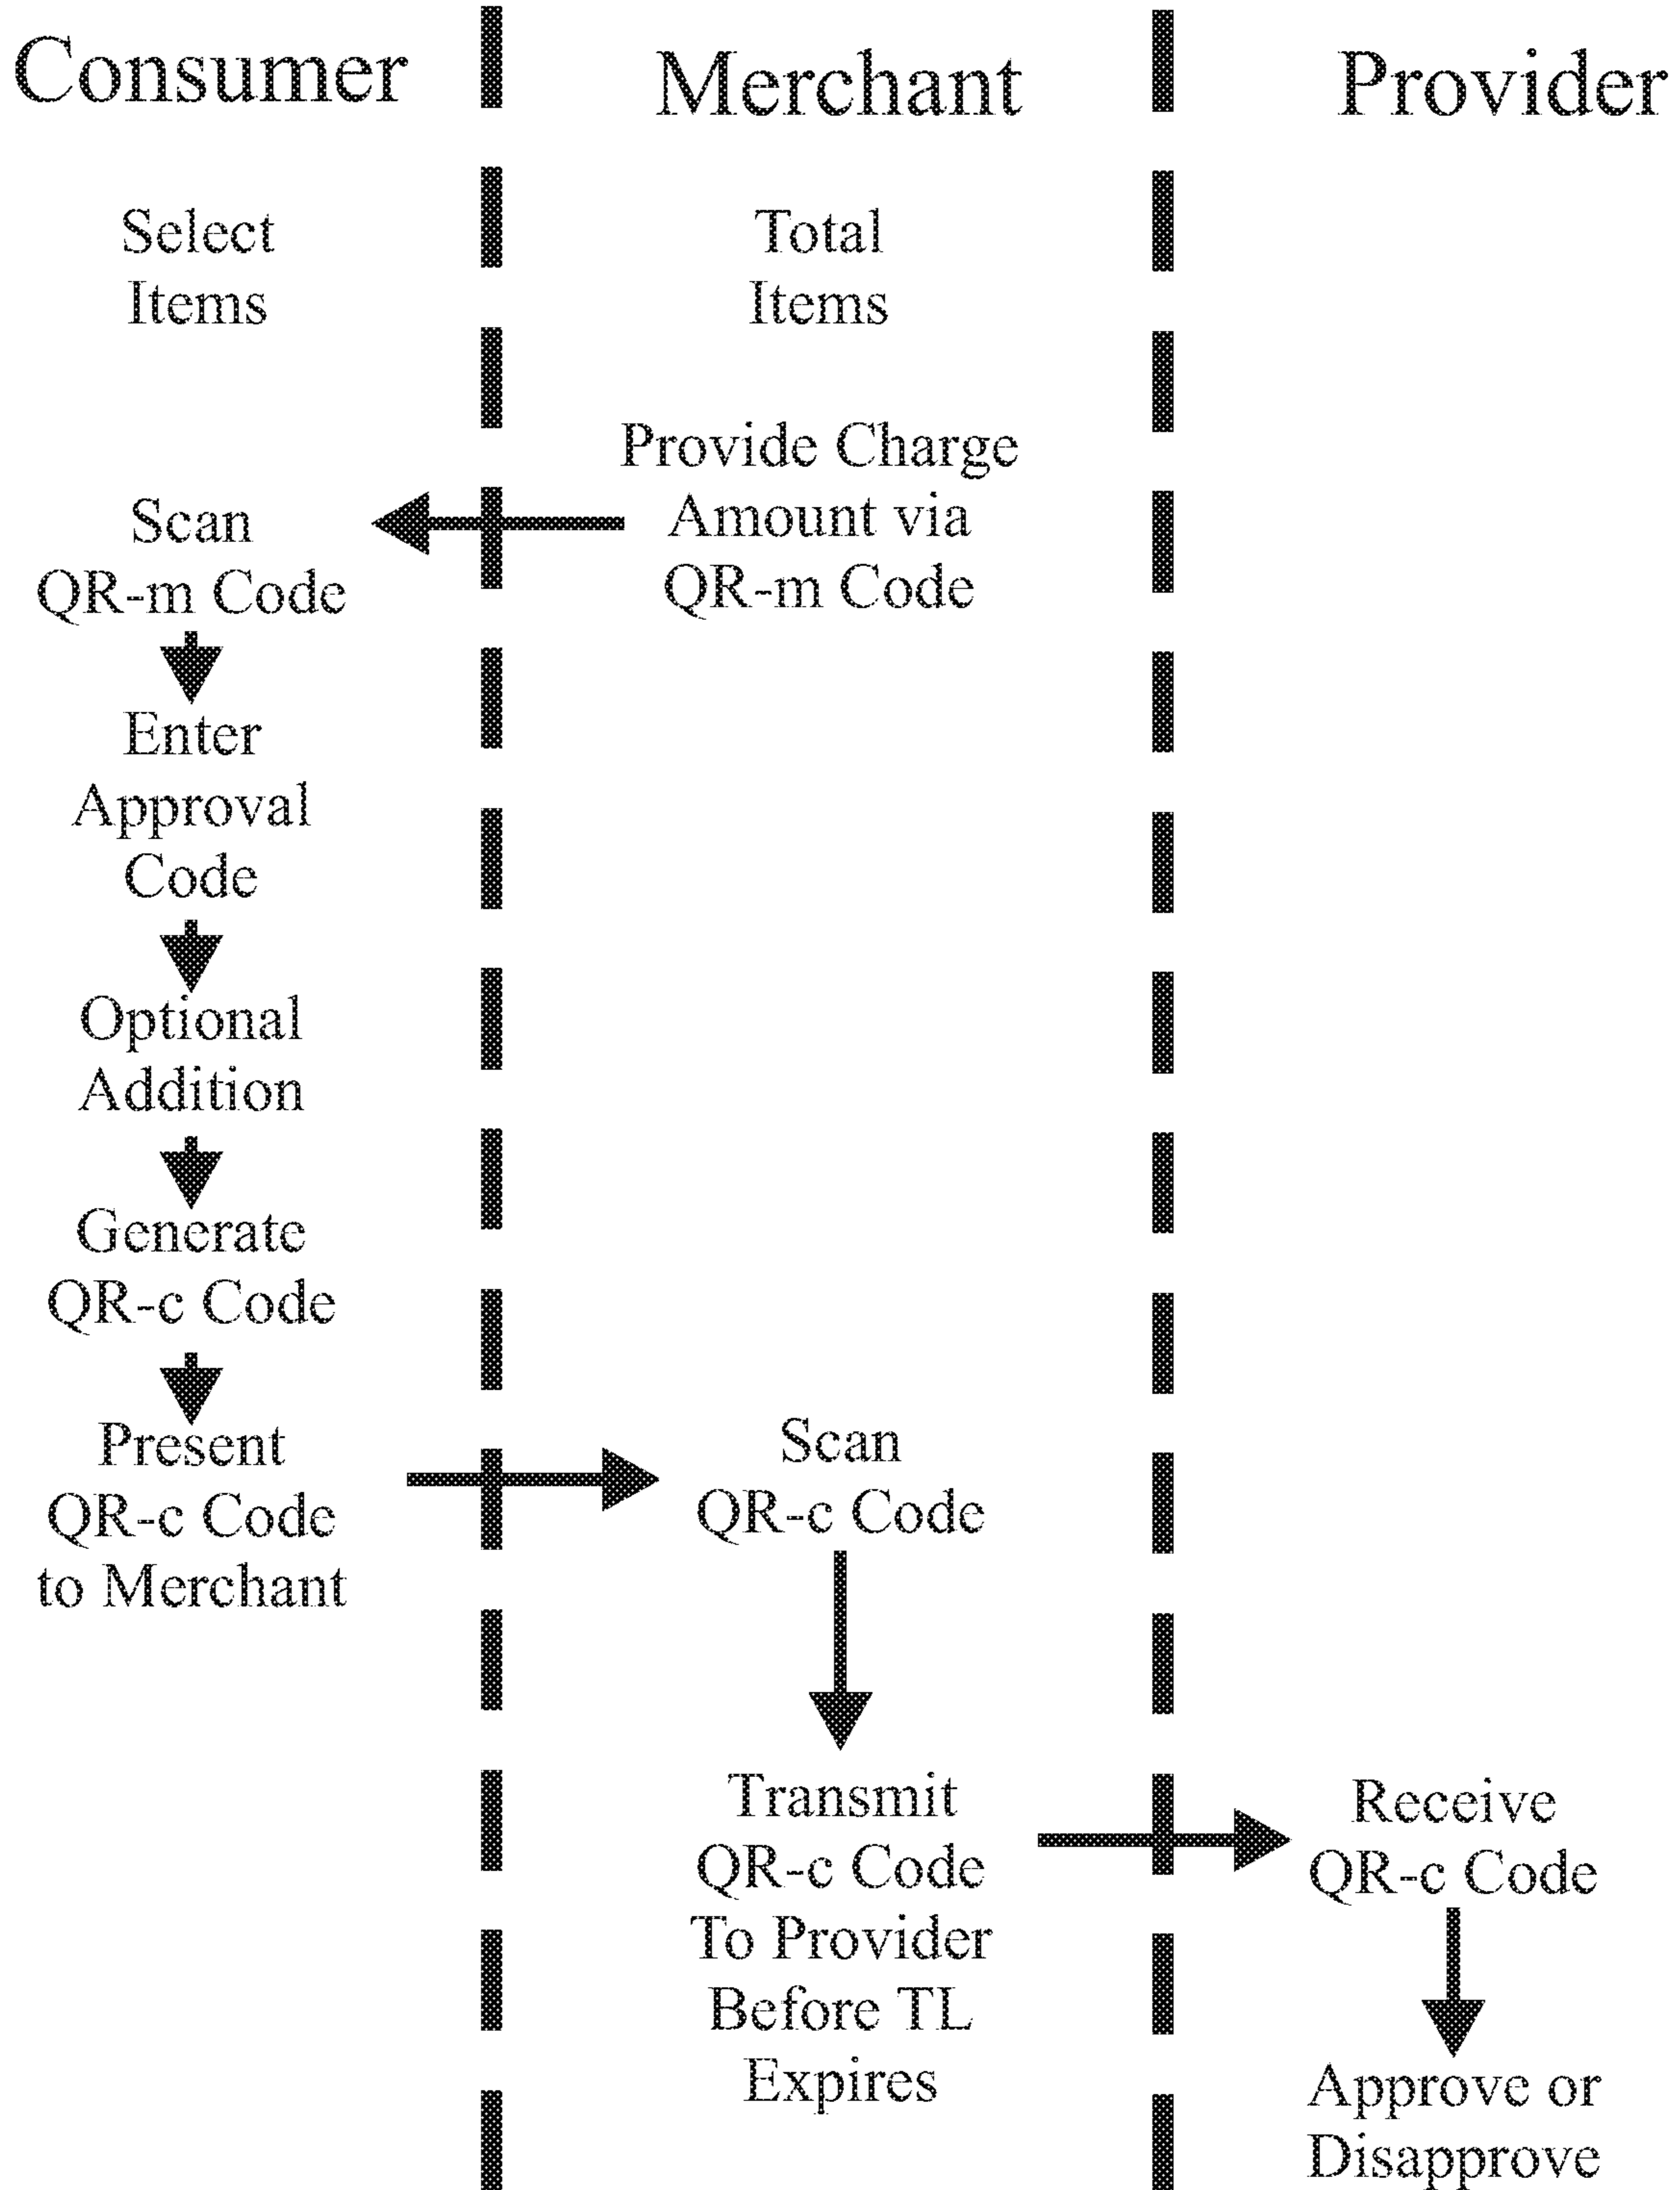 Consumer
Merchant
Provider
Select
Items
Total
Items
Provide Charge
Amount via
QR-m Code
Scan
QR-m Code
Enter
Approval
Code
Optional
Addition
Generate
QR-c Code
Present
QR-c Code
to Merchant
Scan
QR-c Code
Transmit
QR-c Code
To Provider
Before TL
Expires
Receive
QR-c Code
Approve or
Disapprove